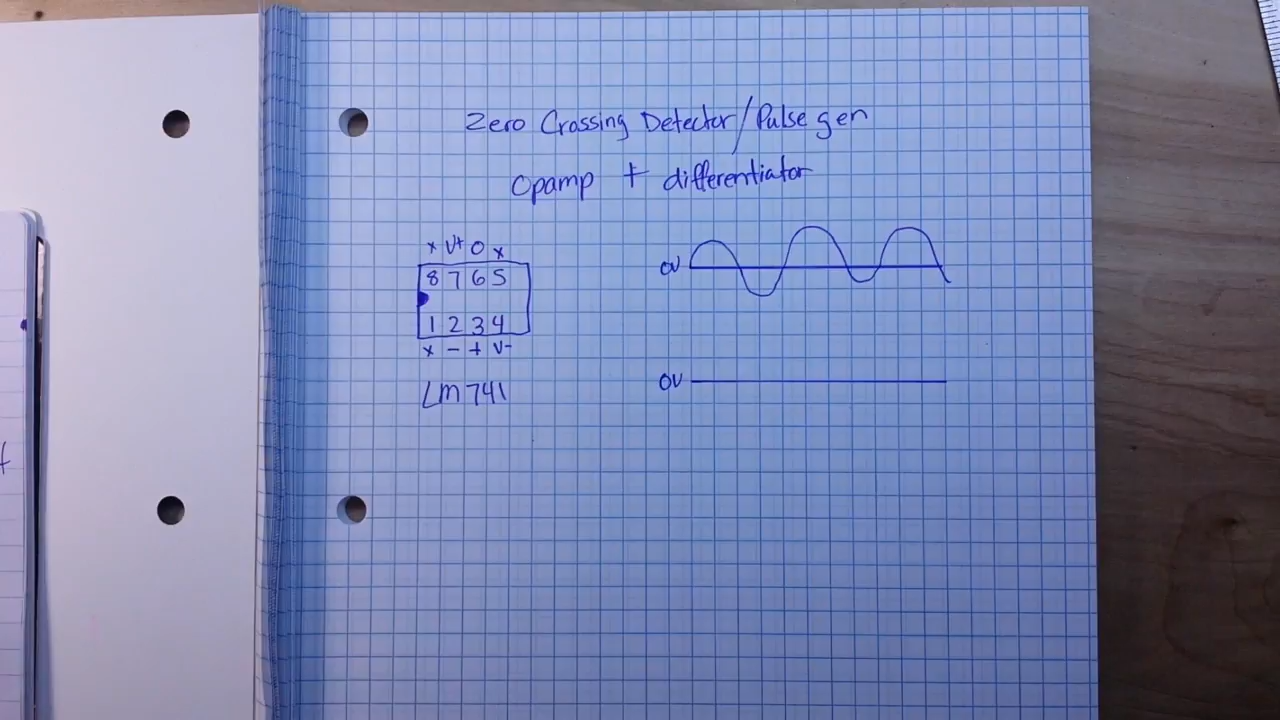 Zero Crossing Detector/Pulse gen
Opamp + differentiator
x V+ O x
8 7 6 5
1 2 3 4
x - + V-
LM741
0V
0V